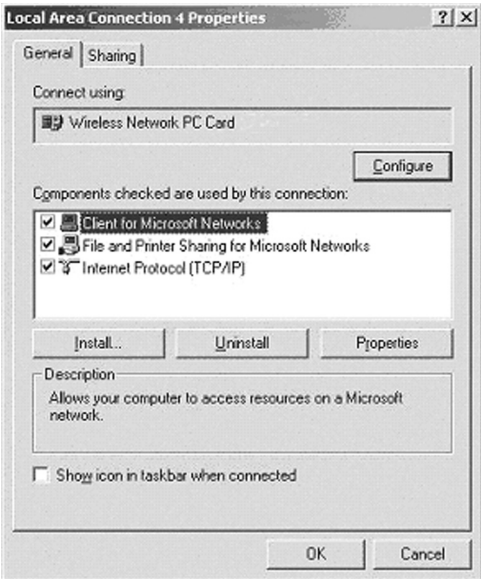 Local Area Connection 4 Properties
General
Sharing
Connect using:
Wireless Network PC Card
Configure
Components checked are used by this connection:
Client for Microsoft Networks
File and Printer Sharing for Microsoft Networks
Internet Protocol (TCP/IP)
Install...
Uninstall
Properties
Description
Allows your computer to access resources on a Microsoft
network.
Show icon in taskbar when connected
OK
Cancel